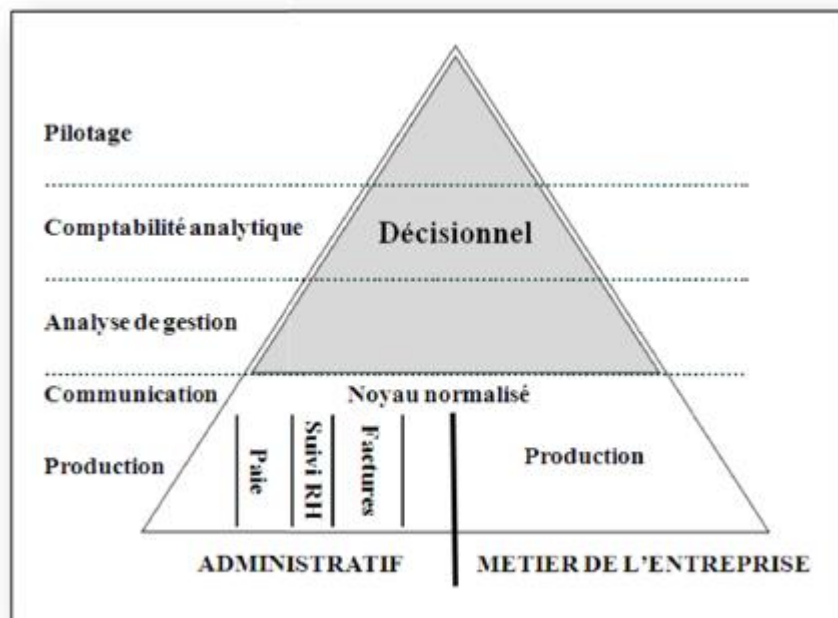 Pilotage
Comptabilité analytique
Décisionnel
Analyse de gestion
Communication
Noyau normalisé
Production
Paie
Suivi RH
Factures
Production
ADMINISTRATIF
METIER DE L'ENTREPRISE